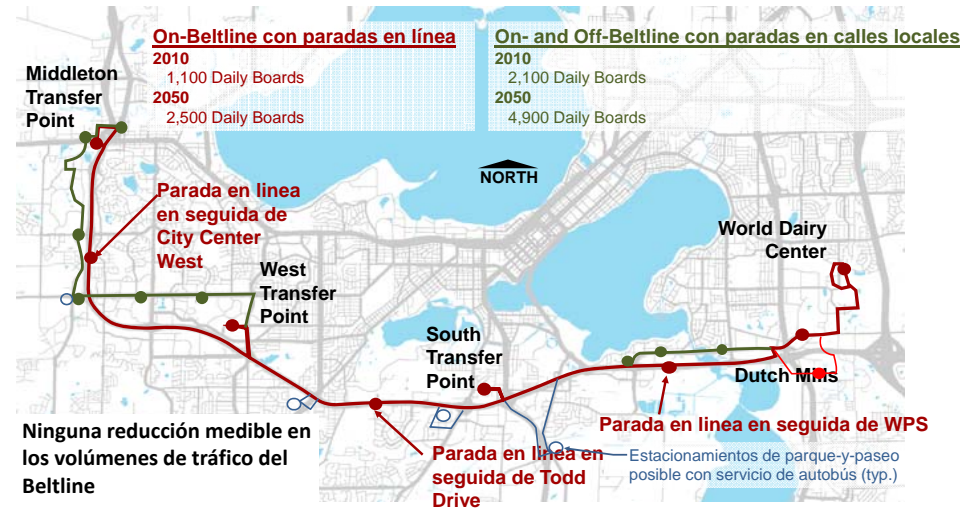 On-Beltline con paradas en línea
2010
1,100 Daily Boards
2050
2,500 Daily Boards
On- and Off-Beltline con paradas en calles locales
2010
2,100 Daily Boards
2050
4,900 Daily Boards
Middleton
Transfer
Point
NORTH
Parada en linea
en seguida de
City Center
West
World Dairy
Center
West
Transfer
Point
South
Transfer
Point
Dutch Mills
Parada en linea en seguida de WPS
Ninguna reducción medible en
los volúmenes de tráfico del
Beltline
Parada en linea en
seguida de Todd
Drive
Estacionamientos de parque-y-paseo
posible con servicio de autobús (typ.)